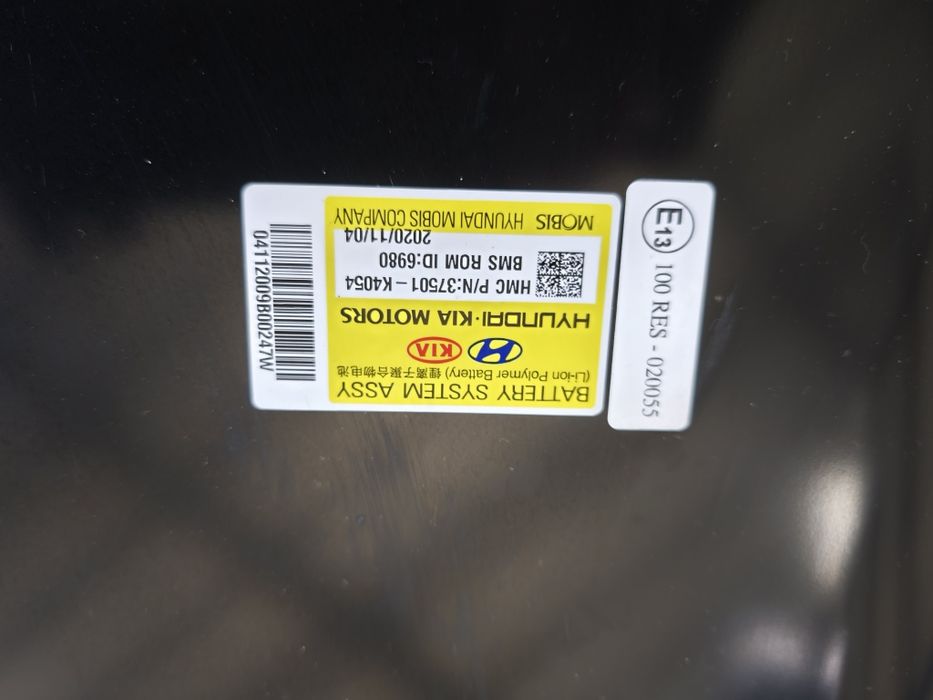 BATTERY SYSTEM ASSY
(Li-ion Polymer Battery) 锂离子聚合物电池
KIA
HYUNDAI·KIA MOTORS
HMC P/N:37501-K4054
BMS ROM ID:6980
2020/11/04
MOBIS HYUNDAI MOBIS COMPANY
04112009B00247W
E13 100 RES - 020055